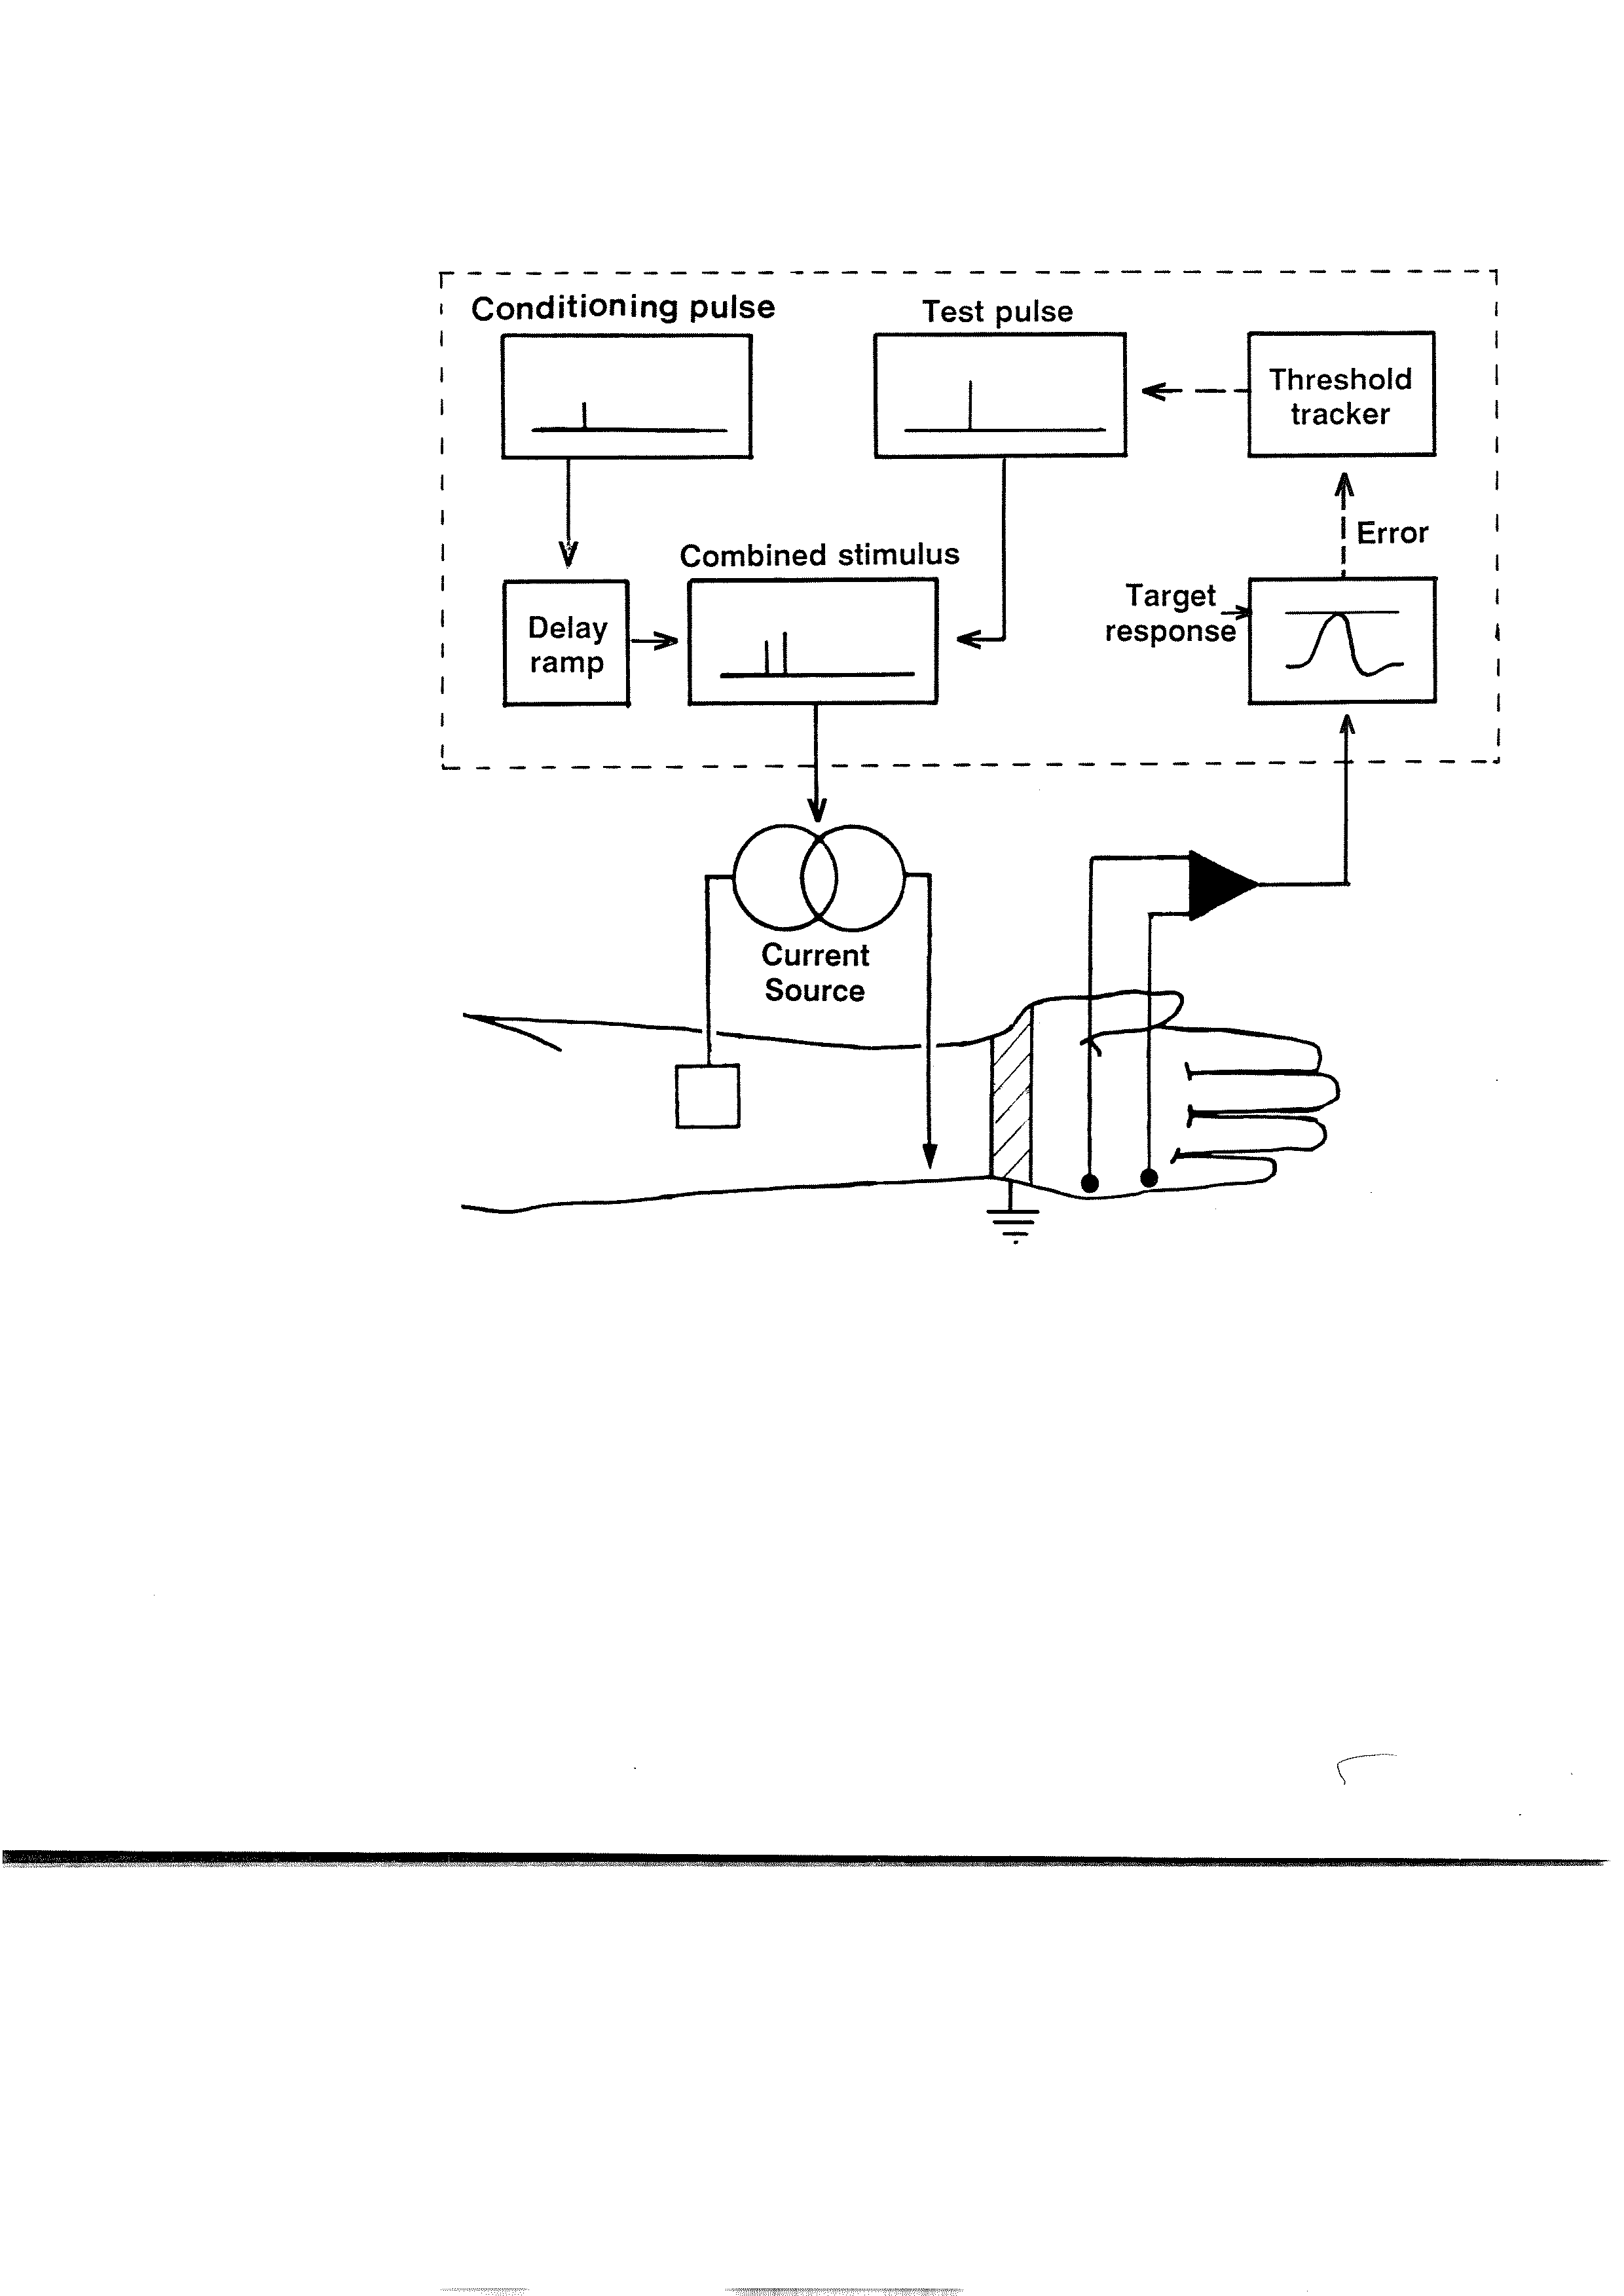 Conditioning pulse
Test pulse
Threshold
tracker
Error
Combined stimulus
Delay
ramp
Target
response
Current
Source